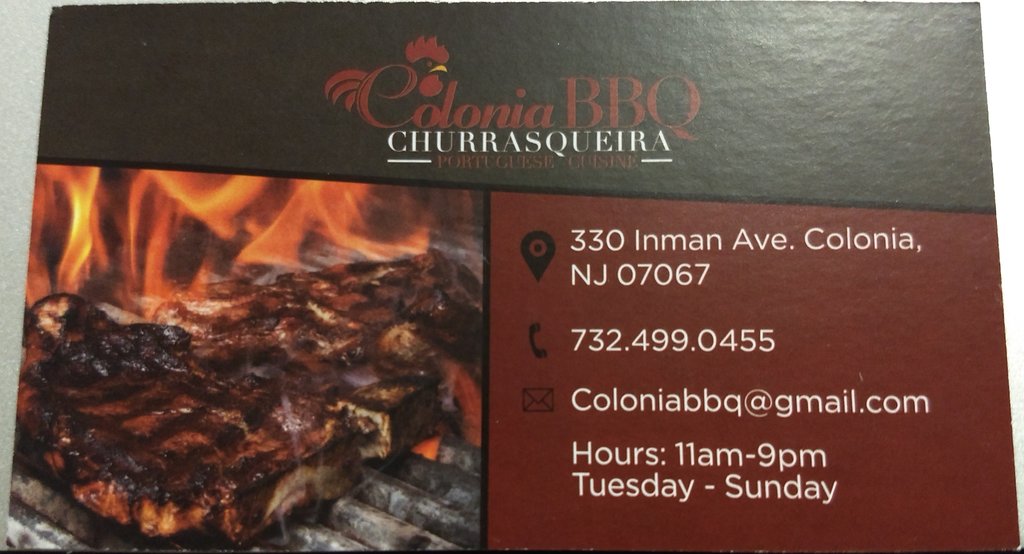 Colonia BBQ
CHURRASQUEIRA
PORTUGUESE CUISINE
330 Inman Ave. Colonia,
NJ 07067
732.499.0455
Coloniabbq@gmail.com
Hours: 11am-9pm
Tuesday - Sunday